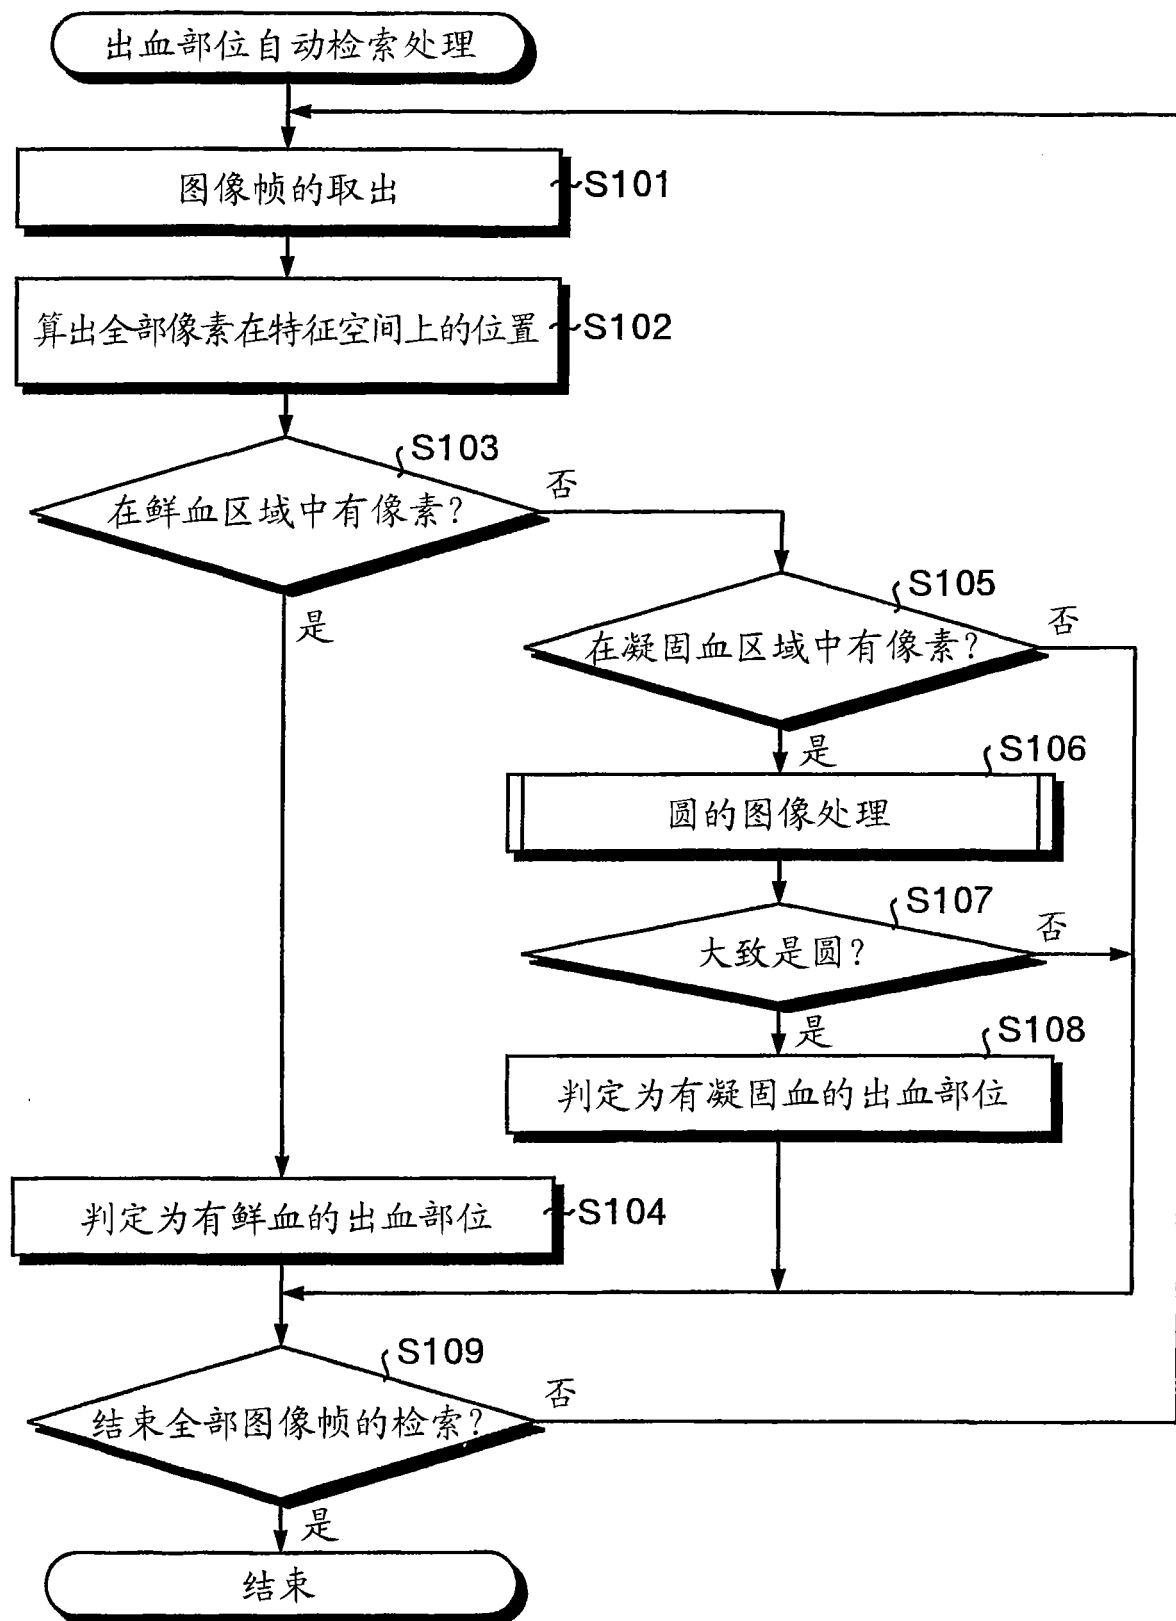 出血部位自动检索处理
图像帧的取出
S101
算出全部像素在特征空间上的位置
S102
S103
在鲜血区域中有像素?
否
是
S105
在凝固血区域中有像素?
否
是
S106
圆的图像处理
S107
大致是圆?
否
是
S108
判定为有凝固血的出血部位
判定为有鲜血的出血部位
S104
S109
结束全部图像帧的检索?
否
是
结束